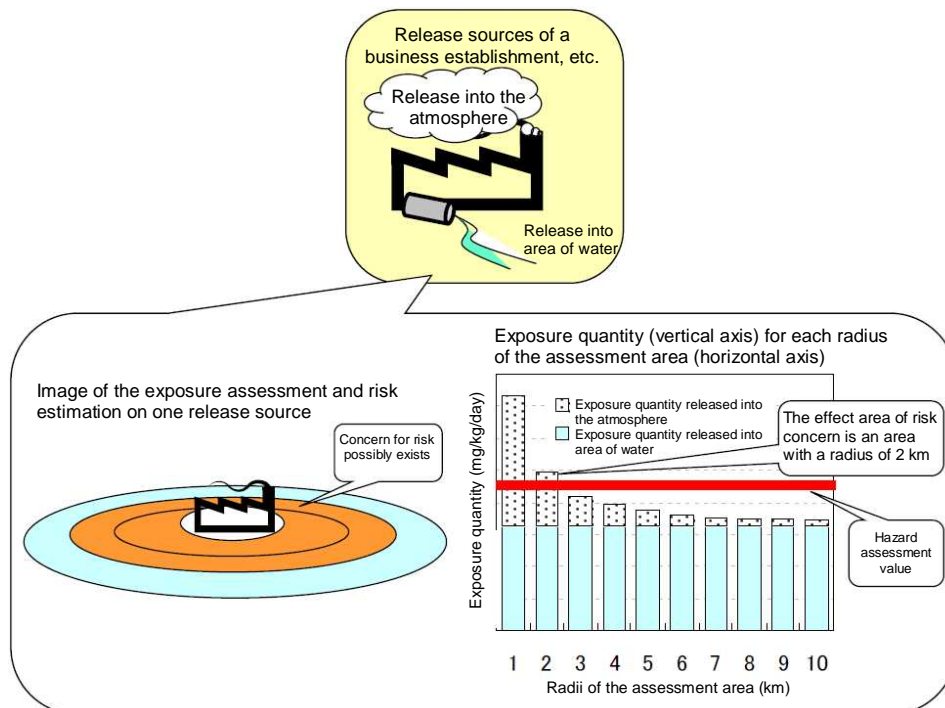 Release sources of a
business establishment, etc.
Release into the
atmosphere
Release into
area of water
Image of the exposure assessment and risk
estimation on one release source
Concern for risk
possibly exists
Exposure quantity (vertical axis) for each radius
of the assessment area (horizontal axis)
Exposure quantity (mg/kg/day)
Exposure quantity released into
the atmosphere
Exposure quantity released into
area of water
The effect area of risk
concern is an area
with a radius of 2 km
Hazard
assessment
value
1 2 3 4 5 6 7 8 9 10
Radii of the assessment area (km)